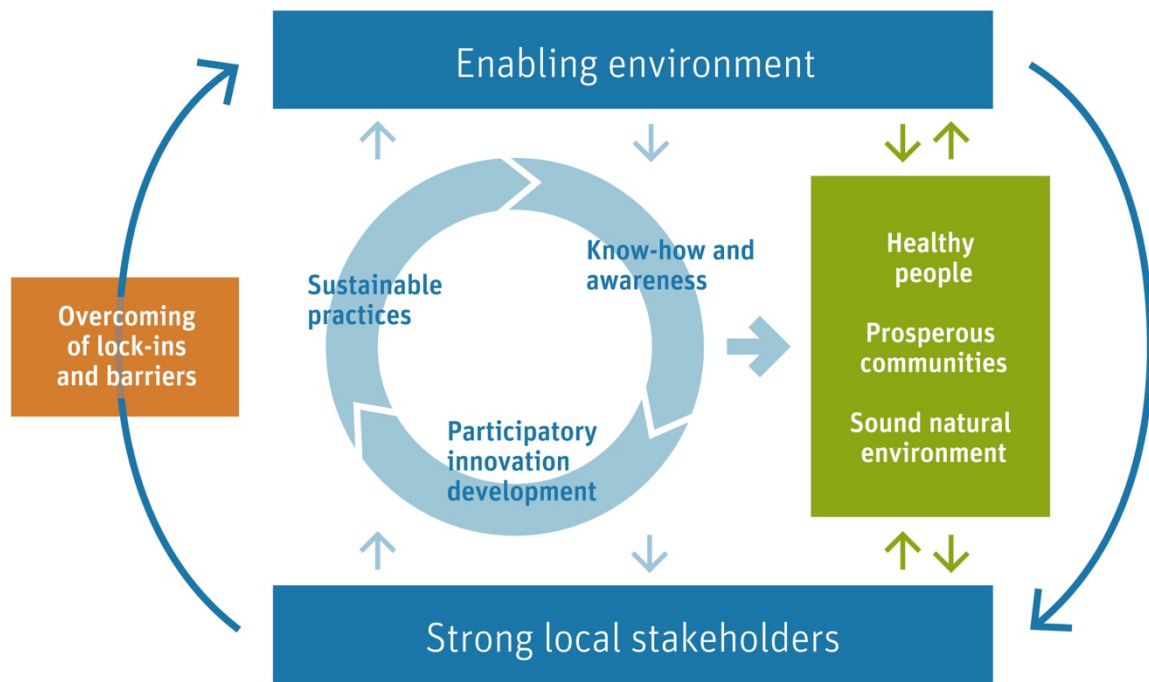 Enabling environment
Know-how and
awareness
Sustainable
practices
Participatory
innovation
development
Overcoming
of lock-ins
and barriers
Healthy
people
Prosperous
communities
Sound natural
environment
Strong local stakeholders